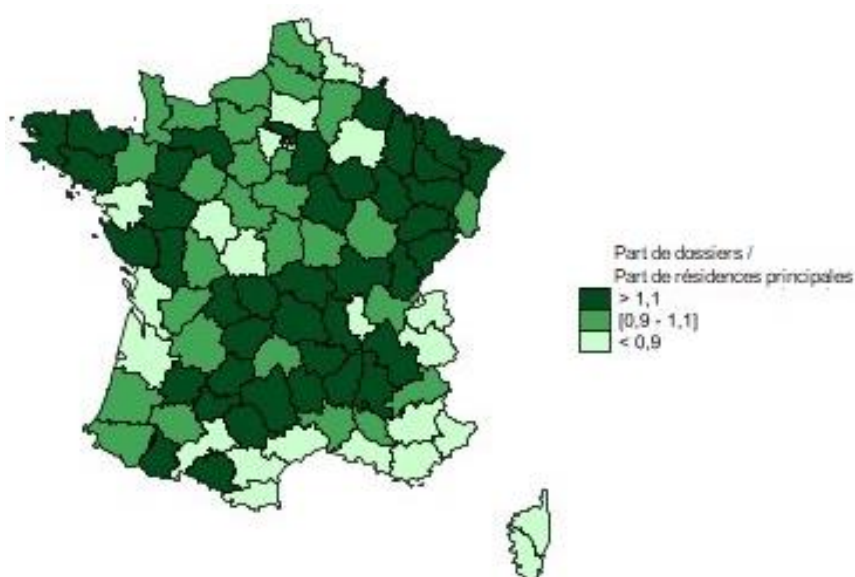 Part de dossiers /
Part de résidences principales
> 1,1
[0,9 - 1,1]
< 0,9